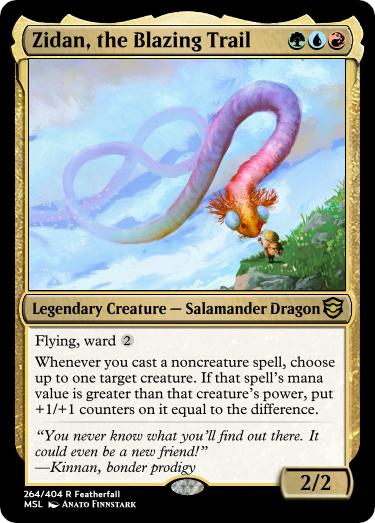 Zidan, the Blazing Trail
Legendary Creature — Salamander Dragon
Flying, ward 2
Whenever you cast a noncreature spell, choose
up to one target creature. If that spell's mana
value is greater than that creature's power, put
+1/+1 counters on it equal to the difference.
“You never know what you'll find out there. It
could even be a new friend!”
—Kinnan, bonder prodigy
2/2
264/404 R Featherfall
MSL Anato Finnstark